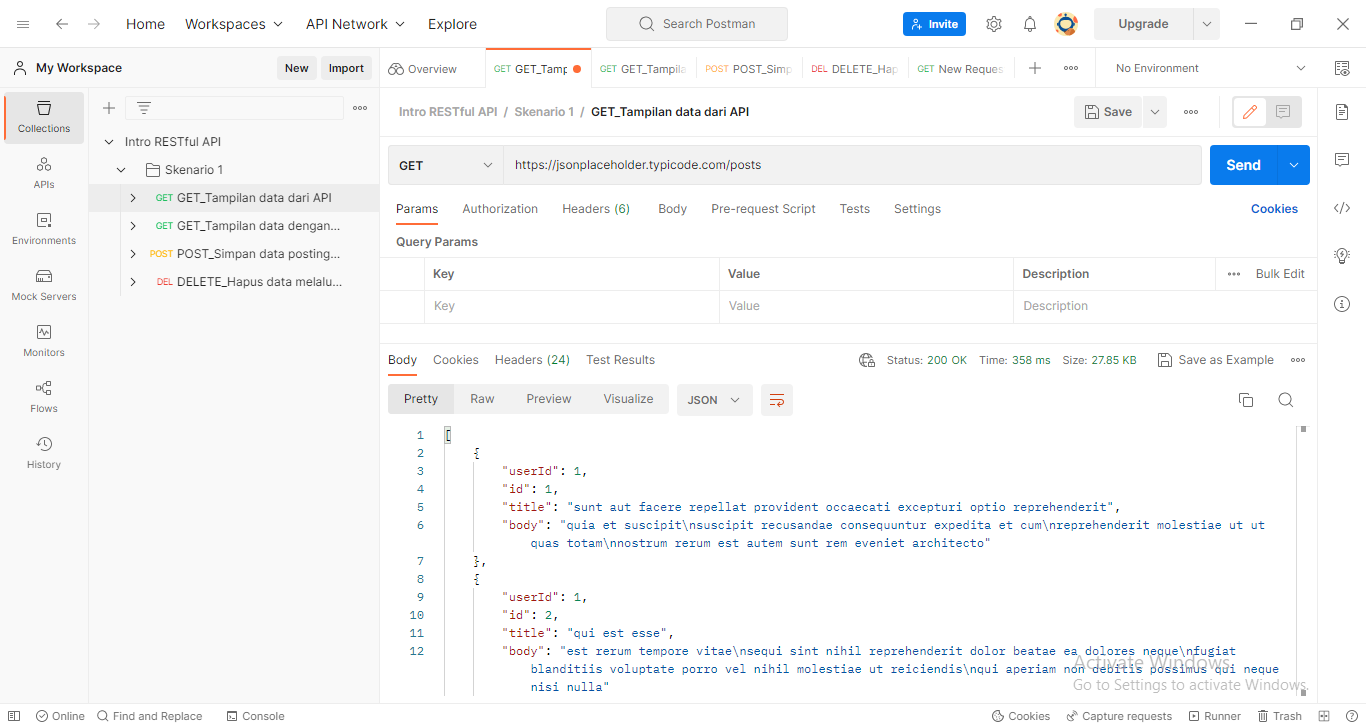 Home Workspaces API Network Explore Search Postman Invite Upgrade
My Workspace New Import Overview GET GET_Tamp GET GET_Tampila POST POST_Simp DEL DELETE_Hap GET New Reques No Environment
Collections
APIs
Environments
Mock Servers
Monitors
Flows
History
Intro RESTful API
Skenario 1
GET GET_Tampilan data dari API
GET GET_Tampilan data dengan...
POST POST_Simpan data posting...
DEL DELETE_Hapus data melalu...
Intro RESTful API / Skenario 1 / GET_Tampilan data dari API Save
GET https://jsonplaceholder.typicode.com/posts Send
Params Authorization Headers (6) Body Pre-request Script Tests Settings Cookies
Query Params
Key Value Description Bulk Edit
Key Value Description
Body Cookies Headers (24) Test Results Status: 200 OK Time: 358 ms Size: 27.85 KB Save as Example
Pretty Raw Preview Visualize JSON
1 [
2 {
3 "userId": 1,
4 "id": 1,
5 "title": "sunt aut facere repellat provident occaecati excepturi optio reprehenderit",
6 "body": "quia et suscipit\nsuscipit recusandae consequuntur expedita et cum\nreprehenderit molestiae ut ut
quas totam\nnostrum rerum est autem sunt rem eveniet architecto"
7 },
8 {
9 "userId": 1,
10 "id": 2,
11 "title": "qui est esse",
12 "body": "est rerum tempore vitae\nsequi sint nihil reprehenderit dolor beatae ea dolores neque\nfugiat
blanditiis voluptate porro vel nihil molestiae ut reiciendis\nqui aperiam non debitis possimus qui neque
nisi nulla"
Activate Windows
Go to Settings to activate Windows.
Online Find and Replace Console Cookies Capture requests Runner Trash